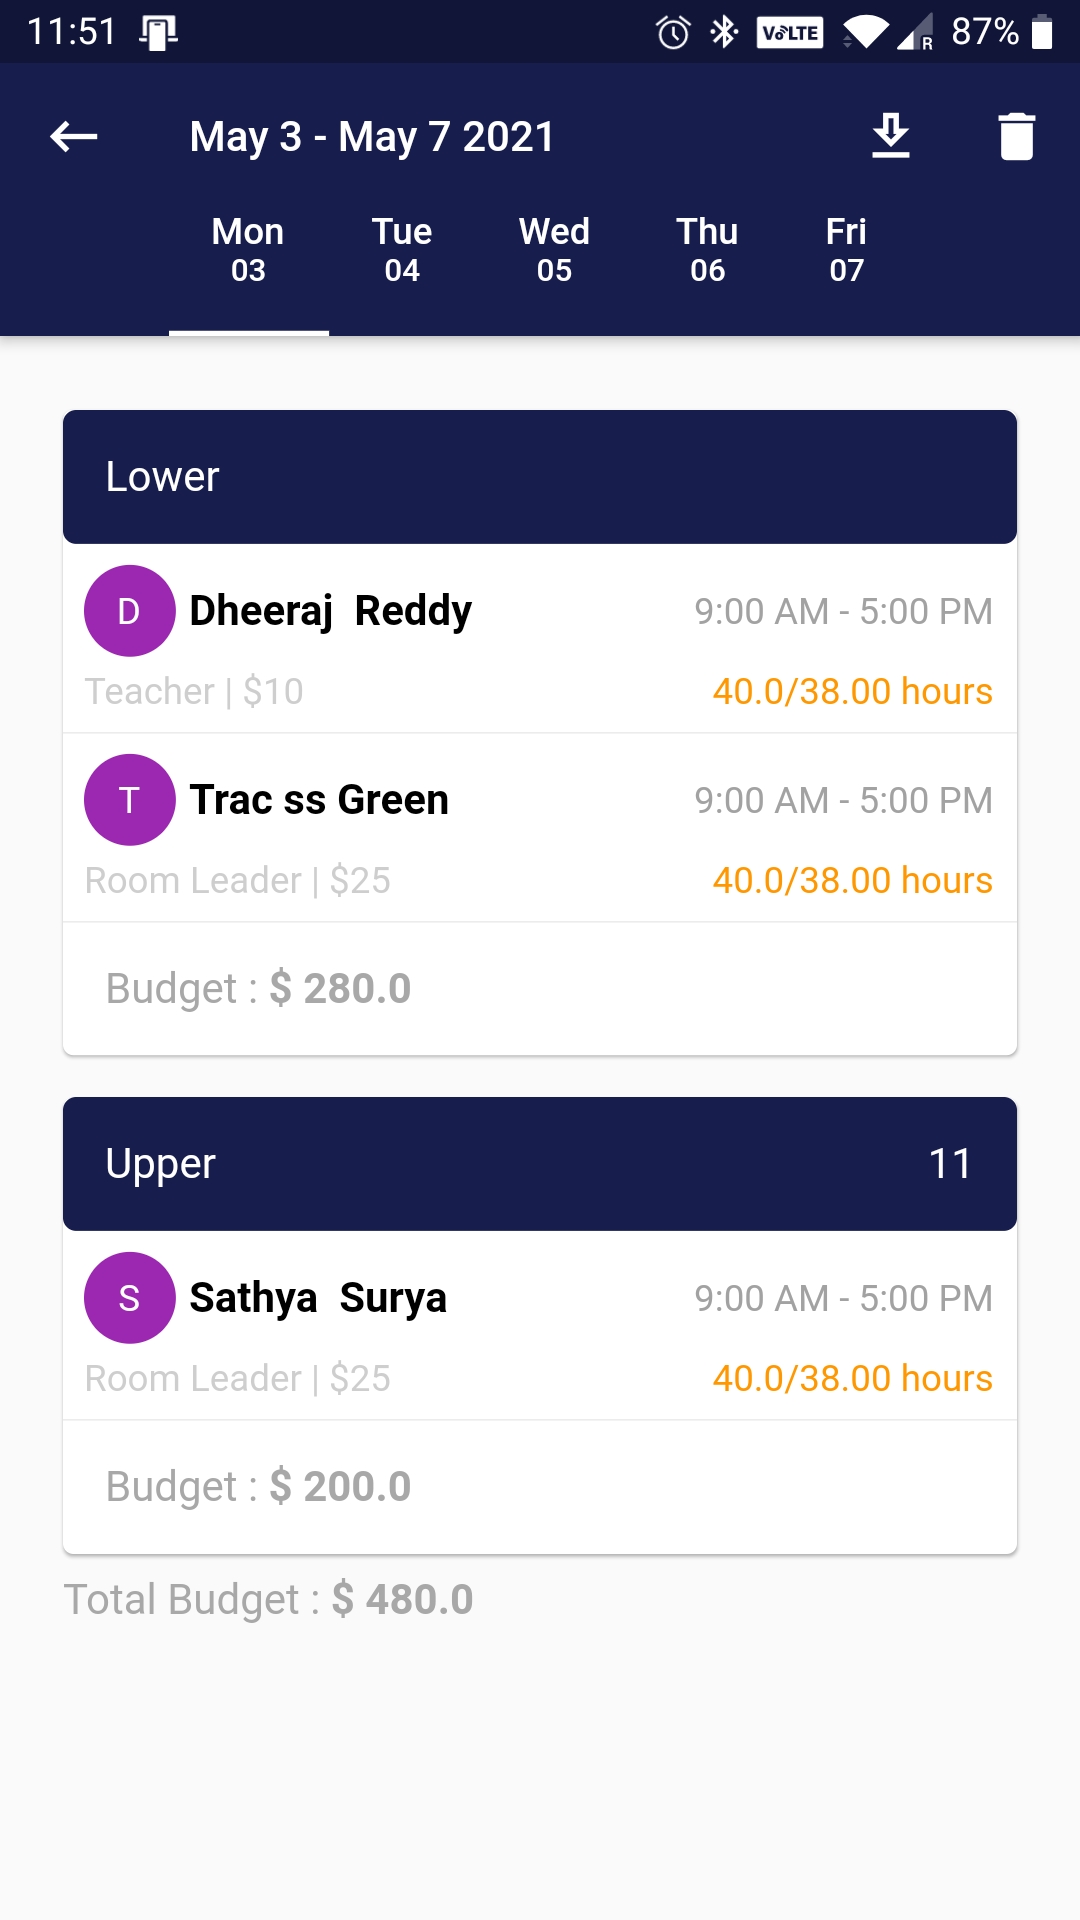 11:51 VoLTE R 87%
May 3 - May 7 2021
Mon Tue Wed Thu Fri
03 04 05 06 07
Lower
D Dheeraj  Reddy 9:00 AM - 5:00 PM
Teacher | $10 40.0/38.00 hours
T Trac ss Green 9:00 AM - 5:00 PM
Room Leader | $25 40.0/38.00 hours
Budget : $ 280.0
Upper 11
S Sathya  Surya 9:00 AM - 5:00 PM
Room Leader | $25 40.0/38.00 hours
Budget : $ 200.0
Total Budget : $ 480.0